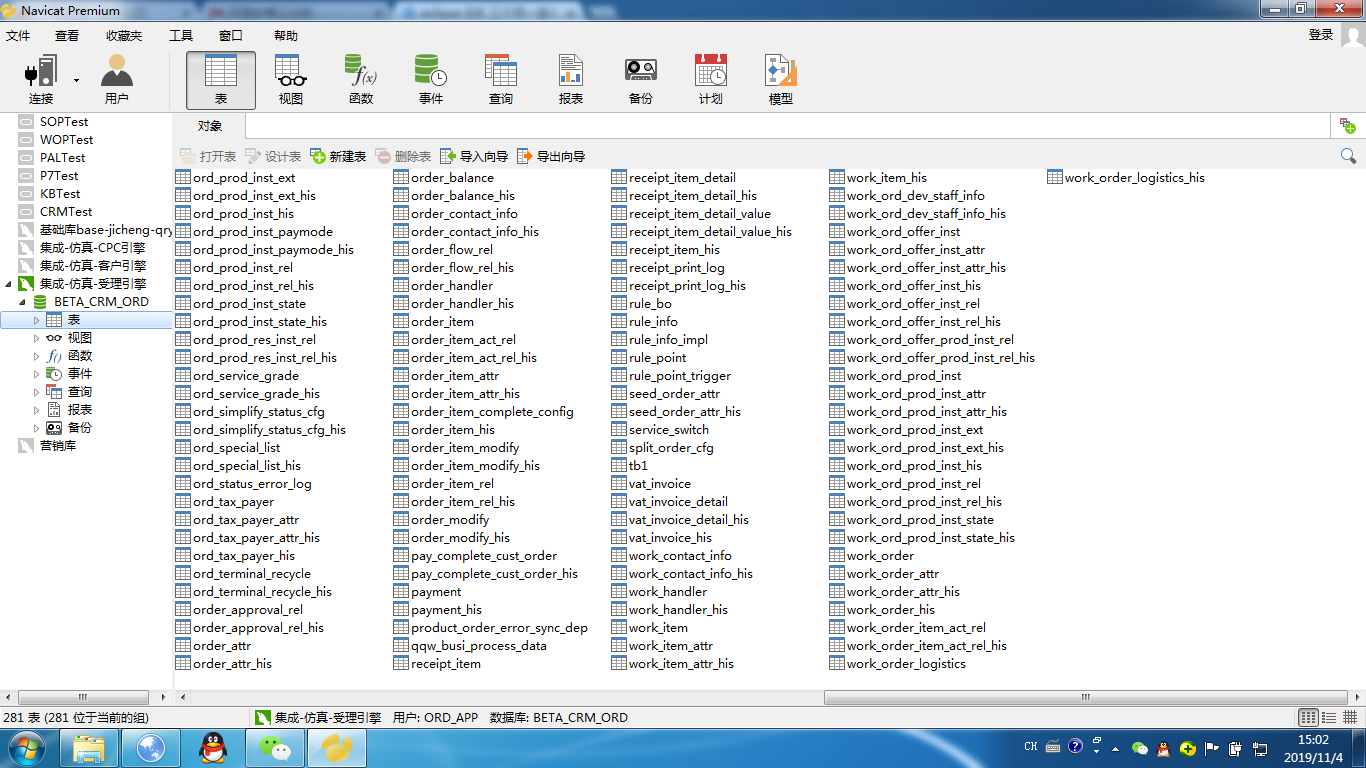 Navicat Premium
文件 查看 收藏夹 工具 窗口 帮助 登录
连接 用户 表 视图 函数 事件 查询 报表 备份 计划 模型
SOPTest
WOPTest
PALTest
P7Test
KBTest
CRMTest
基础库base-jicheng-qry
集成-仿真-CPC引擎
集成-仿真-客户引擎
集成-仿真-受理引擎
BETA_CRM_ORD
表
视图
函数
事件
查询
报表
备份
营销库
对象
打开表 设计表 新建表 删除表 导入向导 导出向导
ord_prod_inst_ext
ord_prod_inst_ext_his
ord_prod_inst_his
ord_prod_inst_paymode
ord_prod_inst_paymode_his
ord_prod_inst_rel
ord_prod_inst_rel_his
ord_prod_inst_state
ord_prod_inst_state_his
ord_prod_res_inst_rel
ord_prod_res_inst_rel_his
ord_service_grade
ord_service_grade_his
ord_simplify_status_cfg
ord_simplify_status_cfg_his
ord_special_list
ord_special_list_his
ord_status_error_log
ord_tax_payer
ord_tax_payer_attr
ord_tax_payer_attr_his
ord_tax_payer_his
ord_terminal_recycle
ord_terminal_recycle_his
order_approval_rel
order_approval_rel_his
order_attr
order_attr_his
order_balance
order_balance_his
order_contact_info
order_contact_info_his
order_flow_rel
order_flow_rel_his
order_handler
order_handler_his
order_item
order_item_act_rel
order_item_act_rel_his
order_item_attr
order_item_attr_his
order_item_complete_config
order_item_his
order_item_modify
order_item_modify_his
order_item_rel
order_item_rel_his
order_modify
order_modify_his
pay_complete_cust_order
pay_complete_cust_order_his
payment
payment_his
product_order_error_sync_dep
qqw_busi_process_data
receipt_item
receipt_item_detail
receipt_item_detail_his
receipt_item_detail_value
receipt_item_detail_value_his
receipt_item_his
receipt_print_log
receipt_print_log_his
rule_bo
rule_info
rule_info_impl
rule_point
rule_point_trigger
seed_order_attr
seed_order_attr_his
service_switch
split_order_cfg
tb1
vat_invoice
vat_invoice_detail
vat_invoice_detail_his
vat_invoice_his
work_contact_info
work_contact_info_his
work_handler
work_handler_his
work_item
work_item_attr
work_item_attr_his
work_item_his
work_ord_dev_staff_info
work_ord_dev_staff_info_his
work_ord_offer_inst
work_ord_offer_inst_attr
work_ord_offer_inst_attr_his
work_ord_offer_inst_his
work_ord_offer_inst_rel
work_ord_offer_inst_rel_his
work_ord_offer_prod_inst_rel
work_ord_offer_prod_inst_rel_his
work_ord_prod_inst
work_ord_prod_inst_attr
work_ord_prod_inst_attr_his
work_ord_prod_inst_ext
work_ord_prod_inst_ext_his
work_ord_prod_inst_his
work_ord_prod_inst_rel
work_ord_prod_inst_rel_his
work_ord_prod_inst_state
work_ord_prod_inst_state_his
work_order
work_order_attr
work_order_attr_his
work_order_his
work_order_item_act_rel
work_order_item_act_rel_his
work_order_logistics
work_order_logistics_his
281 表 (281 位于当前的组) 集成-仿真-受理引擎 用户: ORD_APP 数据库: BETA_CRM_ORD
CH 15:02
2019/11/4